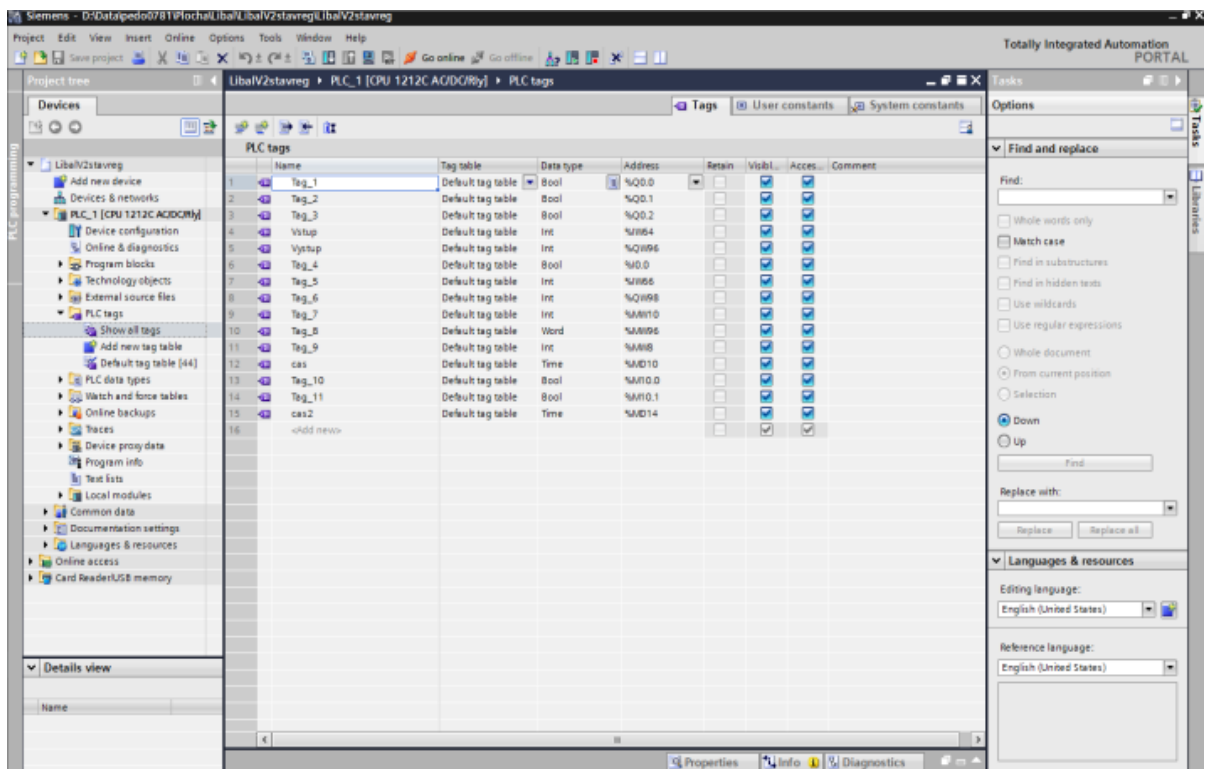 Siemens - D:\Data\pedo0781\Plocha\Libal\LibalV2stavreg\LibalV2stavreg
Project Edit View Insert Online Options Tools Window Help
Totally Integrated Automation
PORTAL
Save project Go online Go offline
Project tree
LibalV2stavreg PLC_1 [CPU 1212C AC/DC/Rly] PLC tags
Tasks
Devices
Tags User constants System constants
Options
PLC programming
Tasks
Libraries
PLC tags
Find and replace
Name Tag table Data type Address Retain Visibl... Acces... Comment
1 Tag_1 Default tag table Bool %Q0.0
2 Tag_2 Default tag table Bool %Q0.1
3 Tag_3 Default tag table Bool %Q0.2
4 Vstup Default tag table Int %IW64
5 Vystup Default tag table Int %QW96
6 Tag_4 Default tag table Bool %I0.0
7 Tag_5 Default tag table Int %IW66
8 Tag_6 Default tag table Int %QW98
9 Tag_7 Default tag table Int %MW10
10 Tag_8 Default tag table Word %MW96
11 Tag_9 Default tag table Int %MW8
12 cas Default tag table Time %MD10
13 Tag_10 Default tag table Bool %M10.0
14 Tag_11 Default tag table Bool %M10.1
15 cas2 Default tag table Time %MD14
16 <Add new>
LibalV2stavreg
Add new device
Devices & networks
PLC_1 [CPU 1212C AC/DC/Rly]
Device configuration
Online & diagnostics
Program blocks
Technology objects
External source files
PLC tags
Show all tags
Add new tag table
Default tag table [44]
PLC data types
Watch and force tables
Online backups
Traces
Device proxy data
Program info
Text lists
Local modules
Common data
Documentation settings
Languages & resources
Online access
Card Reader/USB memory
Details view
Name
Find:
Whole words only
Match case
Find in substructures
Find in hidden texts
Use wildcards
Use regular expressions
Whole document
From current position
Selection
Down
Up
Find
Replace with:
Replace Replace all
Languages & resources
Editing language:
English (United States)
Reference language:
English (United States)
Properties Info Diagnostics